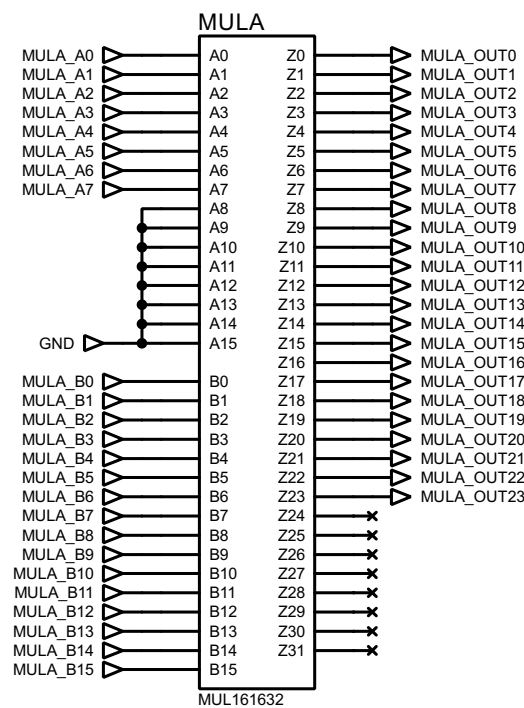 MULA
MULA_A0 A0 Z0 MULA_OUT0
MULA_A1 A1 Z1 MULA_OUT1
MULA_A2 A2 Z2 MULA_OUT2
MULA_A3 A3 Z3 MULA_OUT3
MULA_A4 A4 Z4 MULA_OUT4
MULA_A5 A5 Z5 MULA_OUT5
MULA_A6 A6 Z6 MULA_OUT6
MULA_A7 A7 Z7 MULA_OUT7
A8 Z8 MULA_OUT8
A9 Z9 MULA_OUT9
A10 Z10 MULA_OUT10
A11 Z11 MULA_OUT11
A12 Z12 MULA_OUT12
A13 Z13 MULA_OUT13
A14 Z14 MULA_OUT14
GND A15 Z15 MULA_OUT15
Z16 MULA_OUT16
MULA_B0 B0 Z17 MULA_OUT17
MULA_B1 B1 Z18 MULA_OUT18
MULA_B2 B2 Z19 MULA_OUT19
MULA_B3 B3 Z20 MULA_OUT20
MULA_B4 B4 Z21 MULA_OUT21
MULA_B5 B5 Z22 MULA_OUT22
MULA_B6 B6 Z23 MULA_OUT23
MULA_B7 B7 Z24
MULA_B8 B8 Z25
MULA_B9 B9 Z26
MULA_B10 B10 Z27
MULA_B11 B11 Z28
MULA_B12 B12 Z29
MULA_B13 B13 Z30
MULA_B14 B14 Z31
MULA_B15 B15
MUL161632